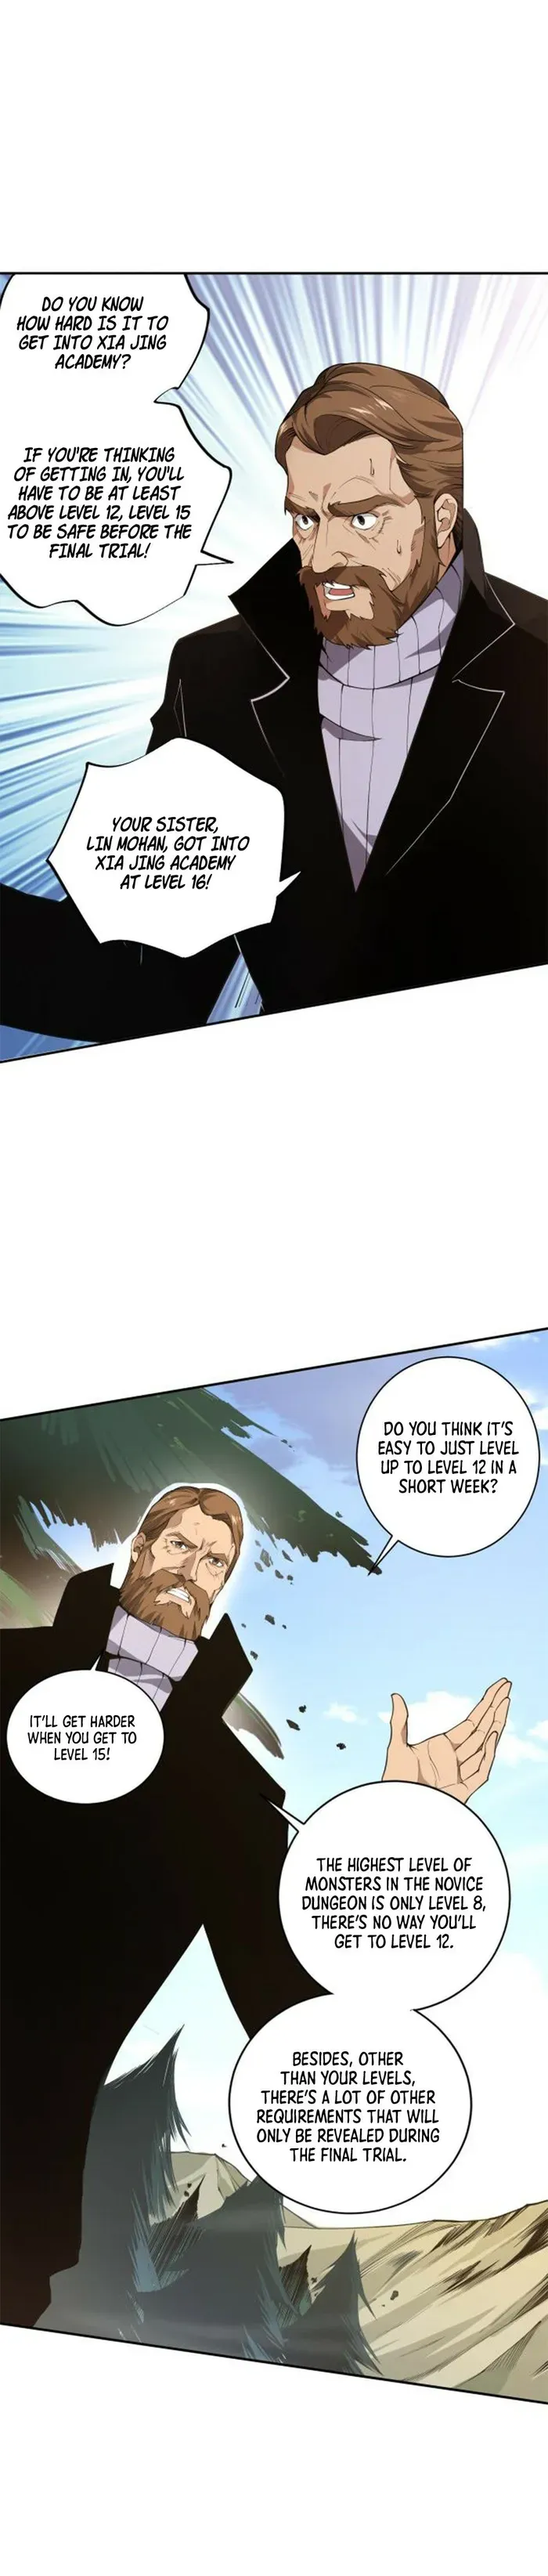 DO YOU KNOW
HOW HARD IS IT TO
GET INTO XIA JING
ACADEMY?
IF YOU'RE THINKING
OF GETTING IN, YOU'LL
HAVE TO BE AT LEAST
ABOVE LEVEL 12, LEVEL 15
TO BE SAFE BEFORE THE
FINAL TRIAL!
YOUR SISTER,
LIN MOHAN, GOT INTO
XIA JING ACADEMY
AT LEVEL 16!
DO YOU THINK IT'S
EASY TO JUST LEVEL
UP TO LEVEL 12 IN A
SHORT WEEK?
IT'LL GET HARDER
WHEN YOU GET TO
LEVEL 15!
THE HIGHEST LEVEL OF
MONSTERS IN THE NOVICE
DUNGEON IS ONLY LEVEL 8,
THERE'S NO WAY YOU'LL
GET TO LEVEL 12.
BESIDES, OTHER
THAN YOUR LEVELS,
THERE'S A LOT OF OTHER
REQUIREMENTS THAT WILL
ONLY BE REVEALED DURING
THE FINAL TRIAL.